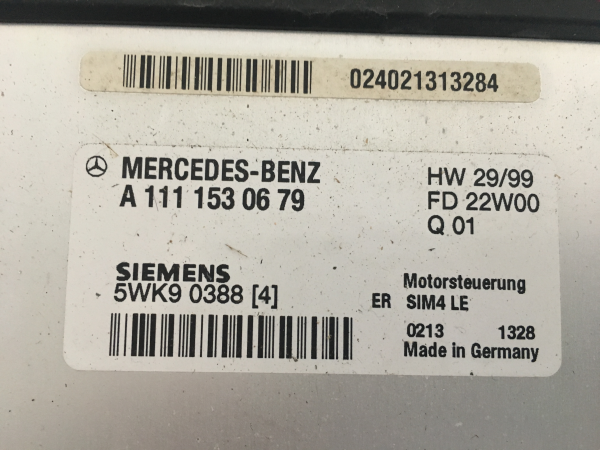 024021313284
MERCEDES-BENZ
A 111 153 06 79
HW 29/99
FD 22W00
Q 01
SIEMENS
5WK9 0388 [4]
Motorsteuerung
ER SIM4 LE
0213 1328
Made in Germany